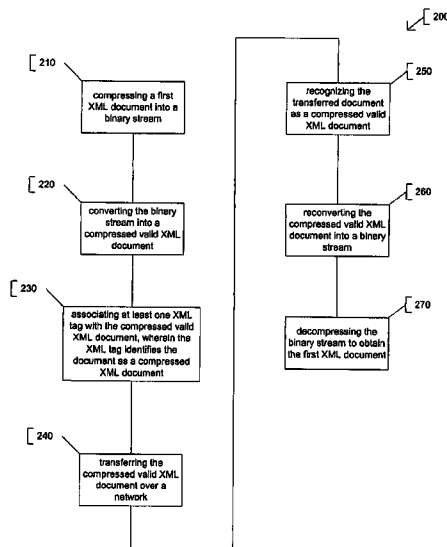 200
210
compressing a first
XML document into a
binary stream
220
converting the binary
stream into a
compressed valid XML
document
230
associating at least one XML
tag with the compressed valid
XML document, wherein the
XML tag identifies the
document as a compressed
XML document
240
transferring the
compressed valid XML
document over a
network
250
recognizing the
transferred document
as a compressed valid
XML document
260
reconverting the
compressed valid XML
document into a binary
stream
270
decompressing the
binary stream to obtain
the first XML document